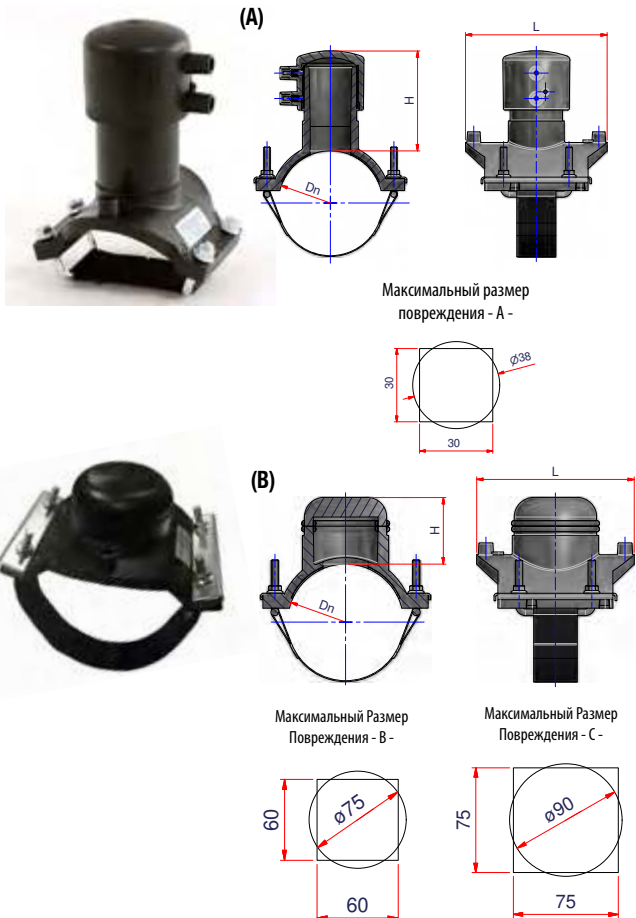 (A)
L
H
Dn
Максимальный размер
повреждения - А -
30
Ø38
30
(B)
L
H
Dn
Максимальный Размер
Повреждения - В -
Максимальный Размер
Повреждения - С -
60
ø75
60
75
ø90
75